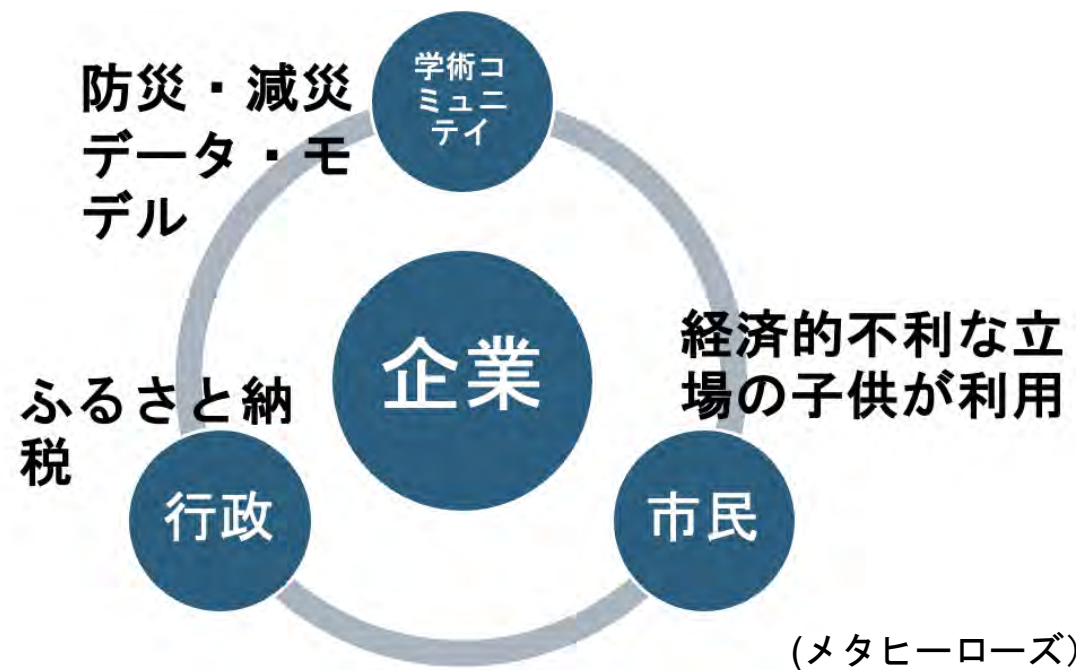 学術コ
ミュニ
テイ
防災・減災
データ・モ
デル
企業
経済的不利な立
場の子供が利用
ふるさと納
税
行政
市民
(メタヒーローズ)